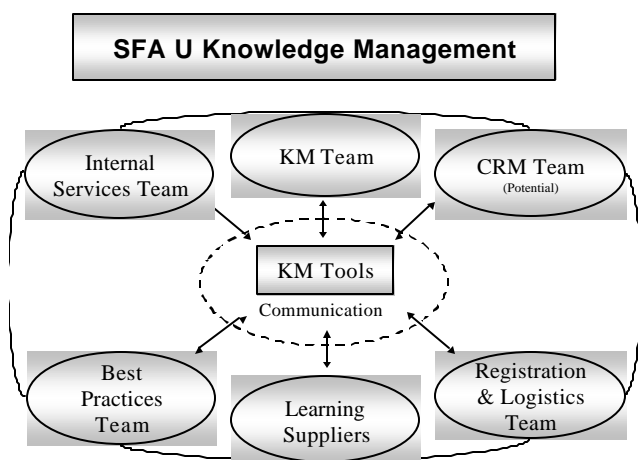 SFA U Knowledge Management
Internal
Services Team
KM Team
CRM Team
(Potential)
KM Tools
Communication
Best
Practices
Team
Learning
Suppliers
Registration
& Logistics
Team